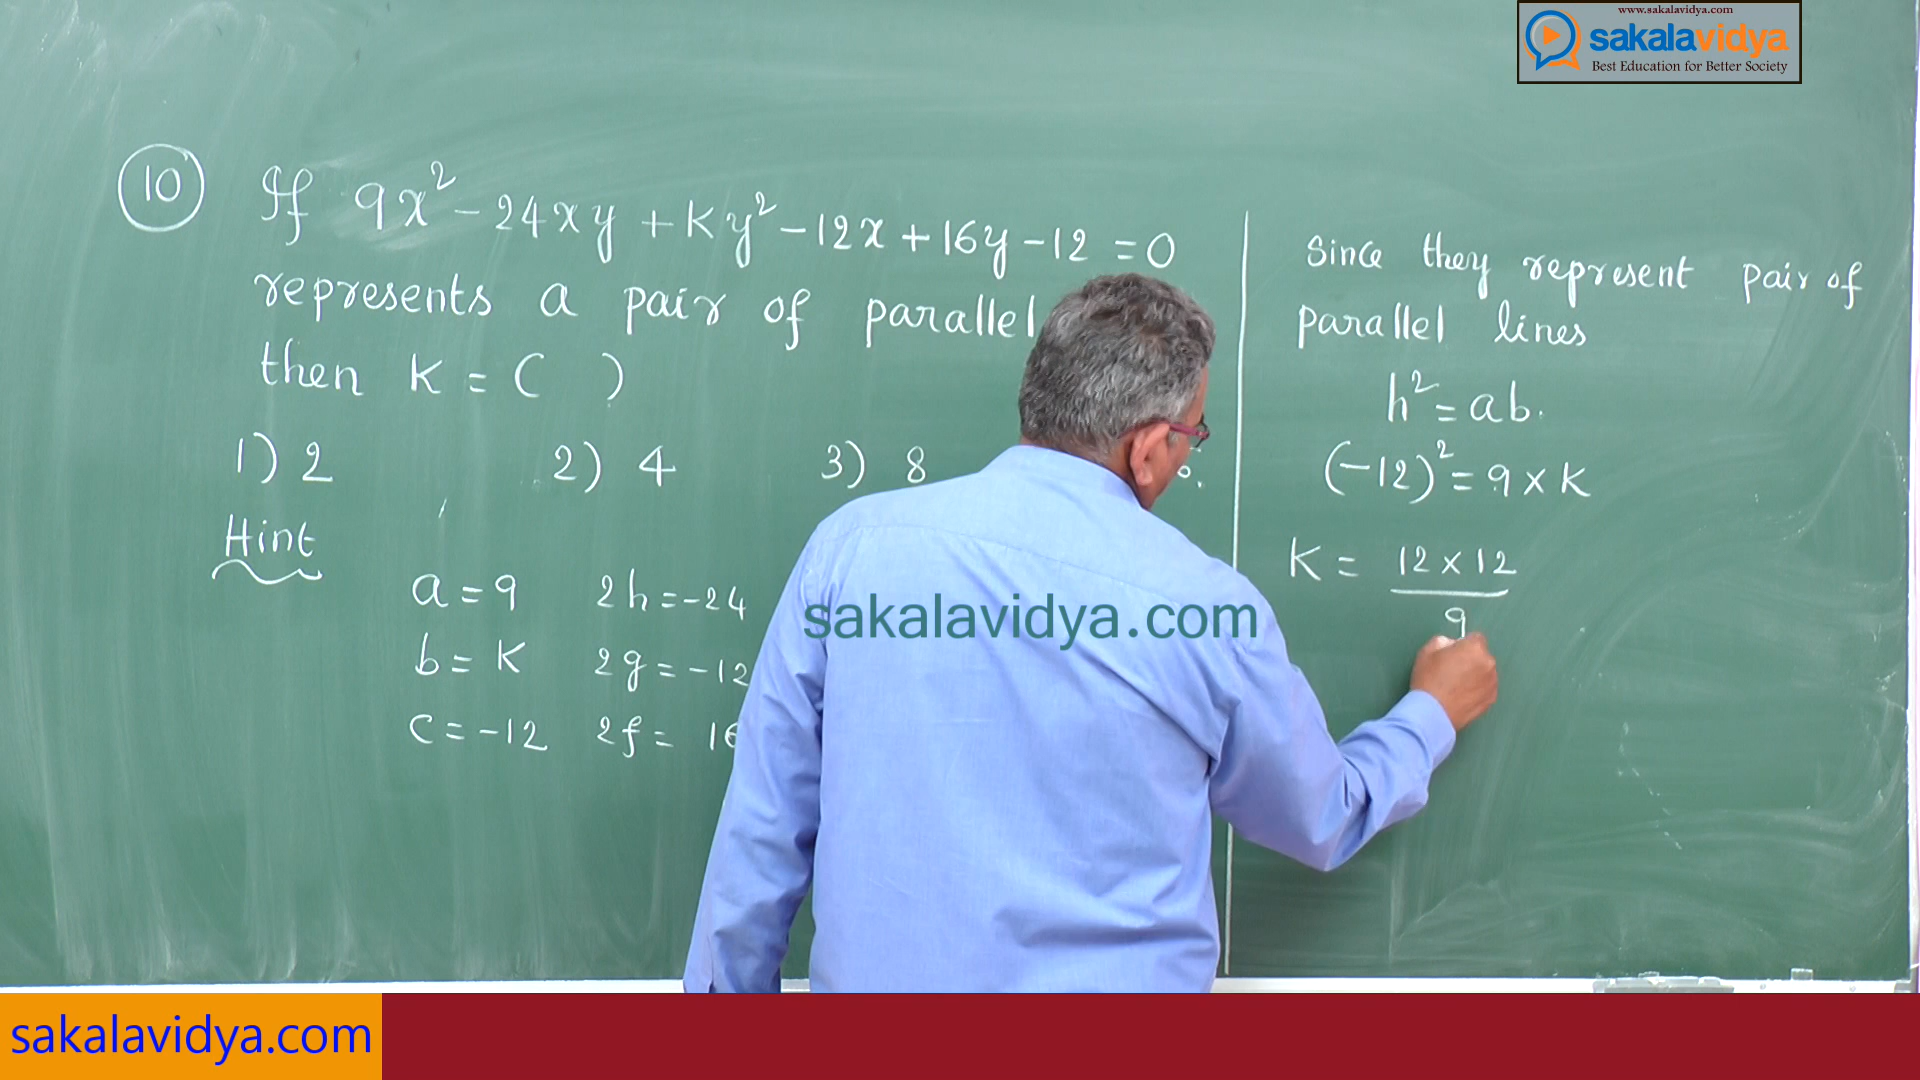 www.sakalavidya.com
sakalavidya
Best Education for Better Society
10 If 9x² - 24xy + Ky² - 12x + 16y - 12 = 0
represents a pair of parallel
then K = ( )
1) 2 2) 4 3) 8
Hint
a = 9 2h = -24
b = K 2g = -12
c = -12 2f = 16
Since they represent pair of
parallel lines
h² = ab.
(-12)² = 9 × K
K = 12 × 12
9
sakalavidya.com
sakalavidya.com